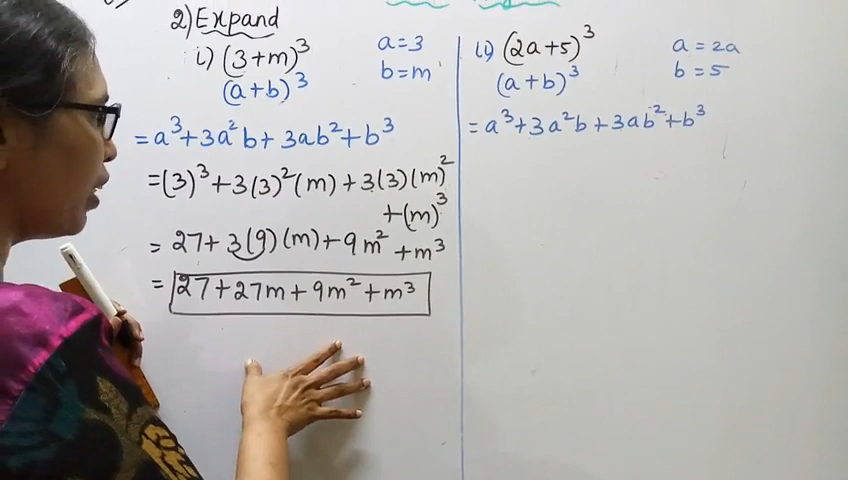 2) Expand
i) (3+m)³ a=3
(a+b)³ b=m
= a³+3a²b+3ab²+b³
=(3)³+3(3)²(m)+3(3)(m)²
+(m)³
= 27+3(9)(m)+9m²+m³
= 27+27m+9m²+m³
ii) (2a+5)³ a=2a
(a+b)³ b=5
=a³+3a²b+3ab²+b³